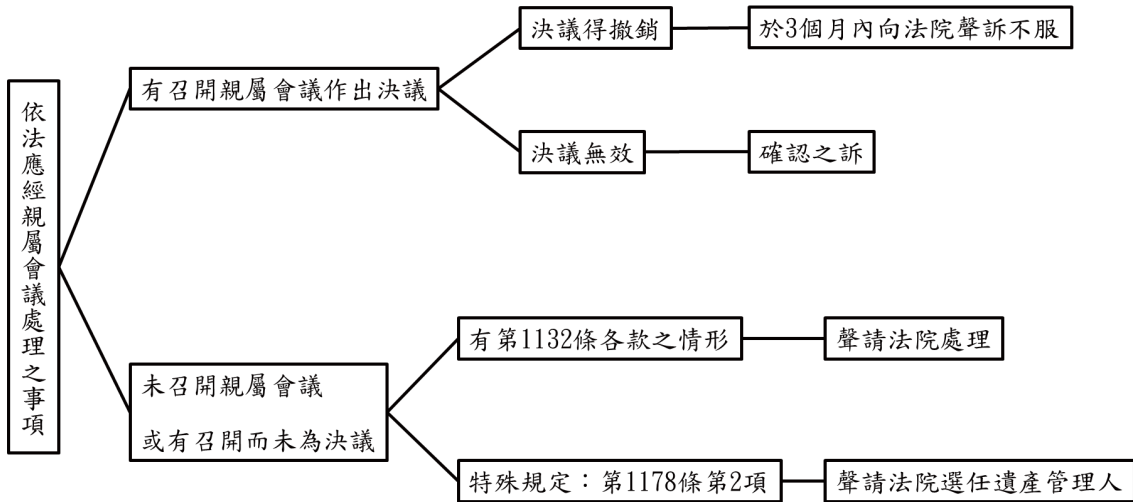 依法應經親屬會議處理之事項
有召開親屬會議作出決議
決議得撤銷
於3個月內向法院聲訴不服
決議無效
確認之訴
未召開親屬會議
或有召開而未為決議
有第1132條各款之情形
聲請法院處理
特殊規定：第1178條第2項
聲請法院選任遺產管理人